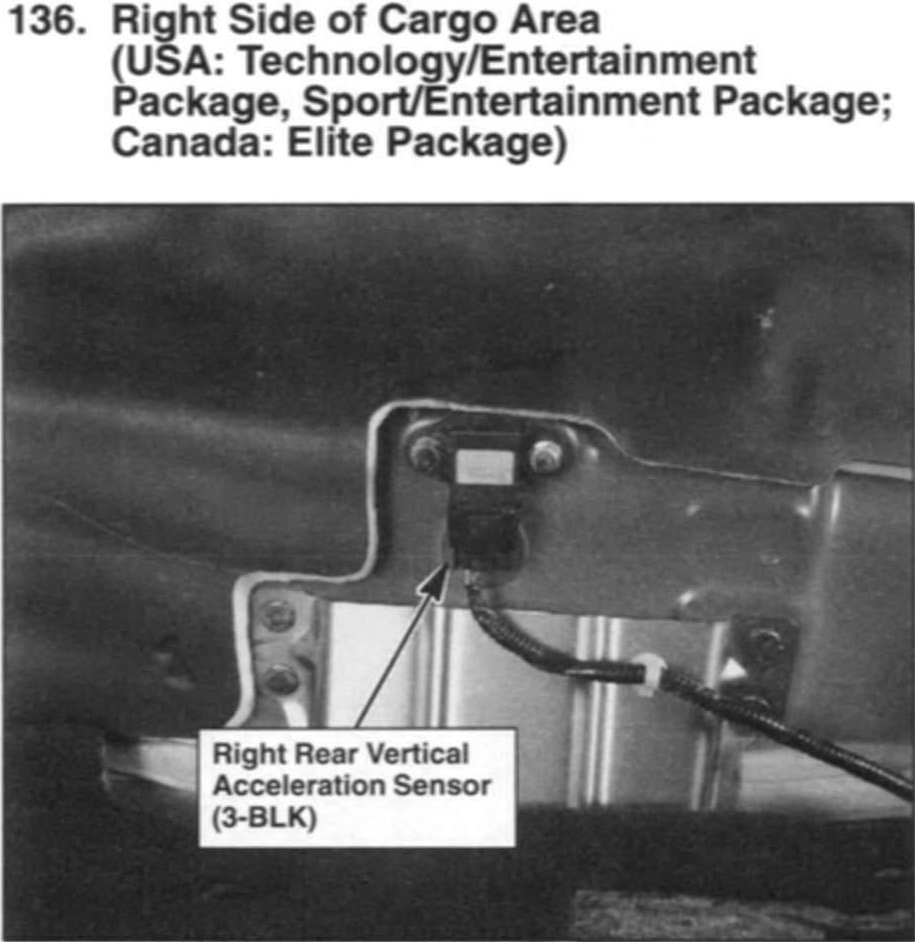 136. Right Side of Cargo Area
(USA: Technology/Entertainment
Package, Sport/Entertainment Package;
Canada: Elite Package)
Right Rear Vertical
Acceleration Sensor
(3-BLK)